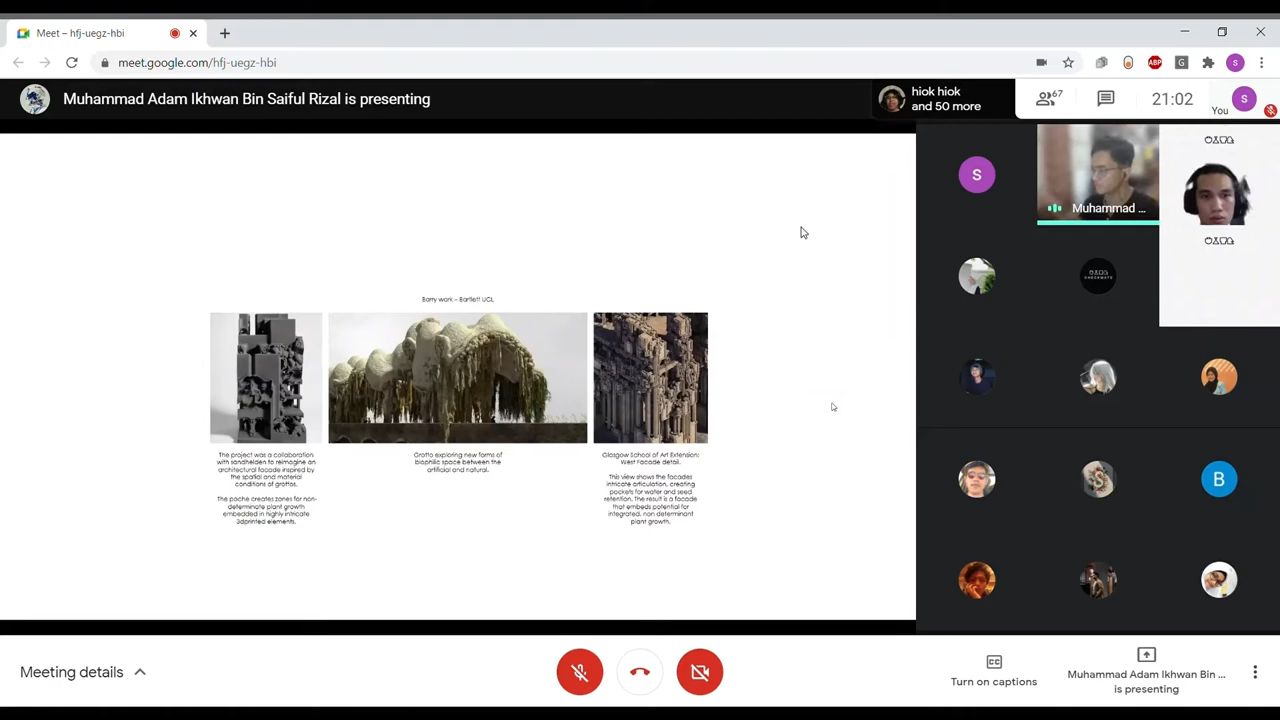 Meet – hfj-uegz-hbi
meet.google.com/hfj-uegz-hbi
ABP
G
S
Muhammad Adam Ikhwan Bin Saiful Rizal is presenting
hiok hiok
and 50 more
67
21:02
You
S
S
Muhammad ...
CHECKMATE
B
Barry wark – Bartlett UCL
The project was a collaboration
with sandhelden to reimagine an
architectural facade inspired by
the spatial and material
conditions of grottos.
The poche creates zones for non-
determinate plant growth
embedded in highly intricate
3dprinted elements.
Grotto exploring new forms of
biophilic space between the
artificial and natural.
Glasgow School of Art Extension:
West Facade detail.
This view shows the facades
intricate articulation, creating
pockets for water and seed
retention. The result is a facade
that embeds potential for
integrated, non determinant
plant growth.
Meeting details
Turn on captions
Muhammad Adam Ikhwan Bin ...
is presenting